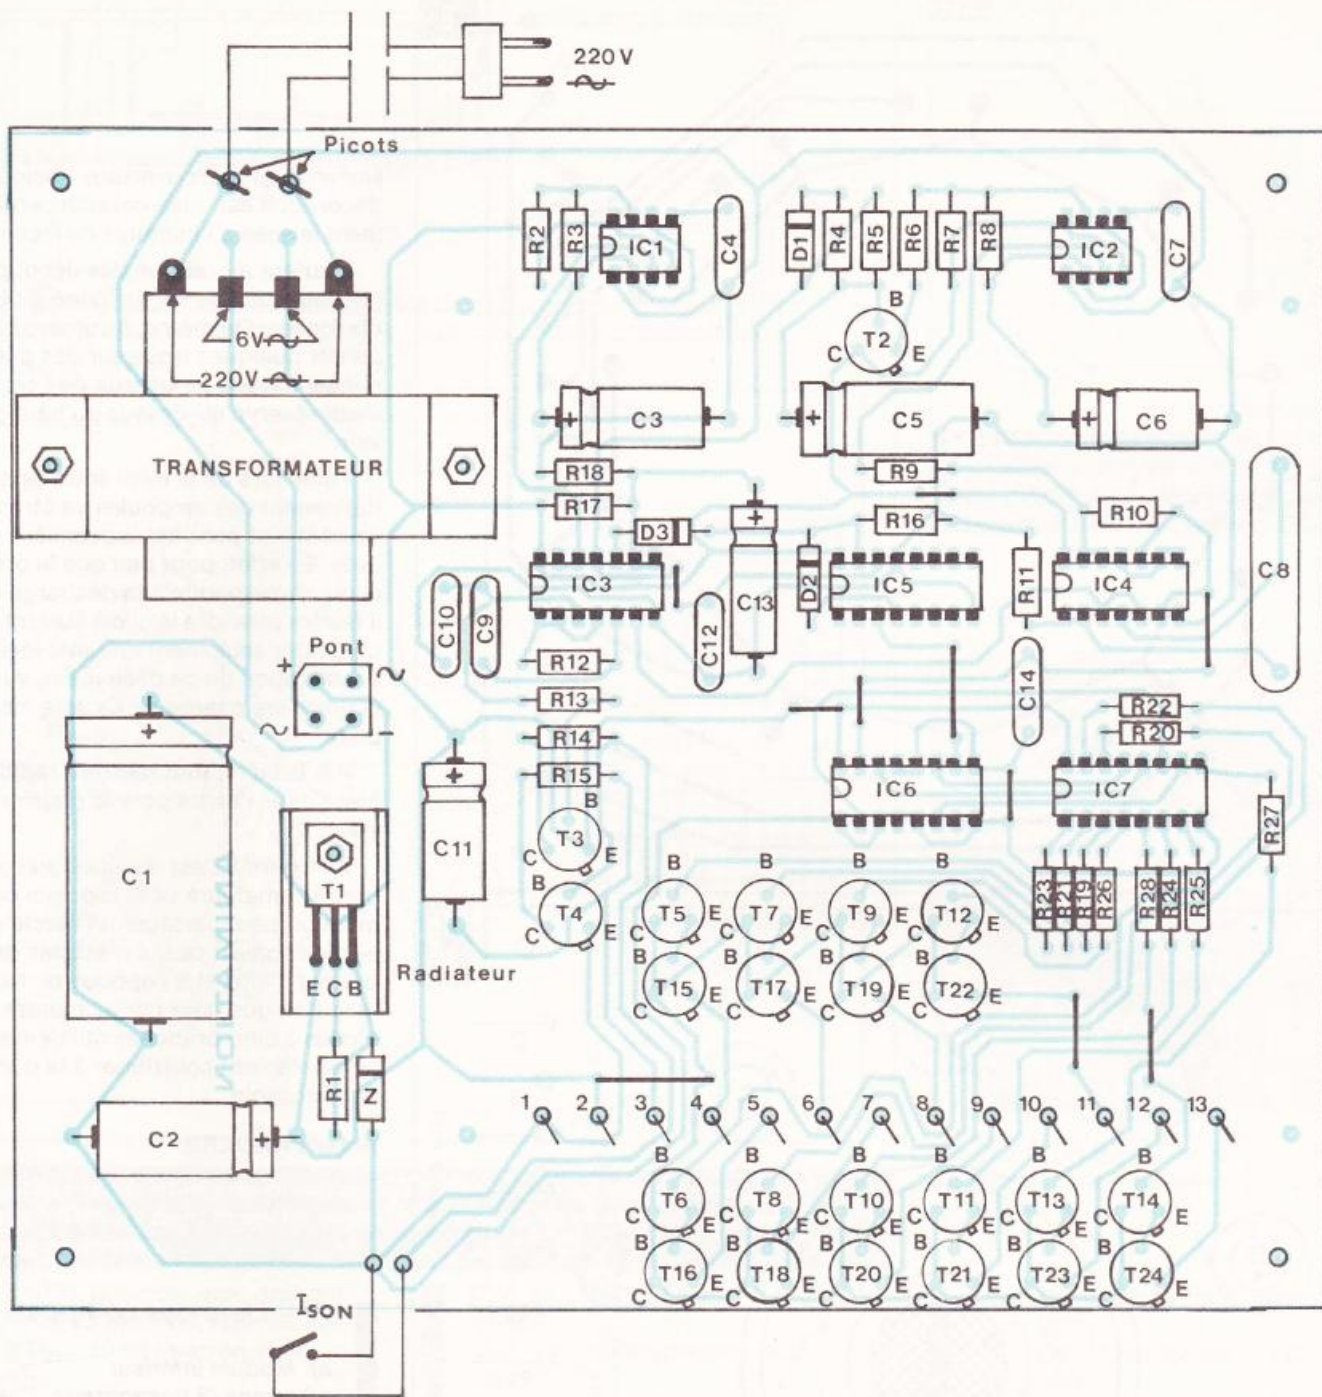 220 V
Picots
R2 R3 IC1 C4 D1 R4 R5 R6 R7 R8 IC2 C7
B
C T2 E
6V
220V
+ C3 + C5 + C6
TRANSFORMATEUR
R18 R9
R17 R16 R10
D3 +
IC3 C13 D2 IC5 R11 IC4 C8
C10 C9 C12 C14
Pont
+
R12
R13
R14
R15
R22
R20
-
+ +
IC6 IC7 R27
B
T3
C E
C1 T1 C11
B B B B B
T4 T5 T7 T9 T12
C E C E C E C E C E
R23 R21 R19 R26 R28 R24 R25
Radiateur
E C B
B B B B
T15 T17 T19 T22
C E C E C E C E
R1 Z
1 2 3 4 5 6 7 8 9 10 11 12 13
C2 +
B B B B B B
T6 T8 T10 T11 T13 T14
C E C E C E C E C E C E
B B B B B B
T16 T18 T20 T21 T23 T24
C E C E C E C E C E C E
ISON